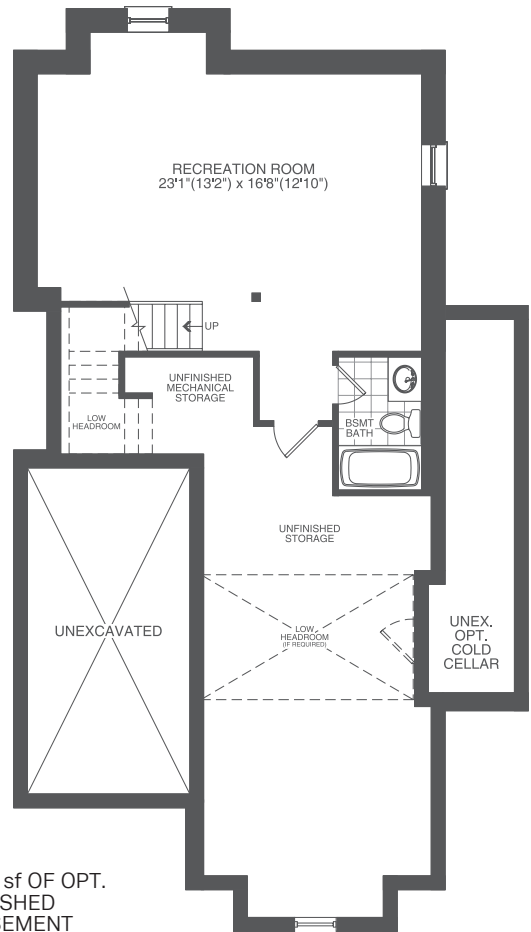 RECREATION ROOM
23'1"(13'2") x 16'8"(12'10")
UP
UNFINISHED
MECHANICAL
STORAGE
LOW
HEADROOM
BSMT
BATH
UNFINISHED
STORAGE
UNEXCAVATED
LOW
HEADROOM
(IF REQUIRED)
UNEX.
OPT.
COLD
CELLAR
sf OF OPT.
SHED
SEMENT